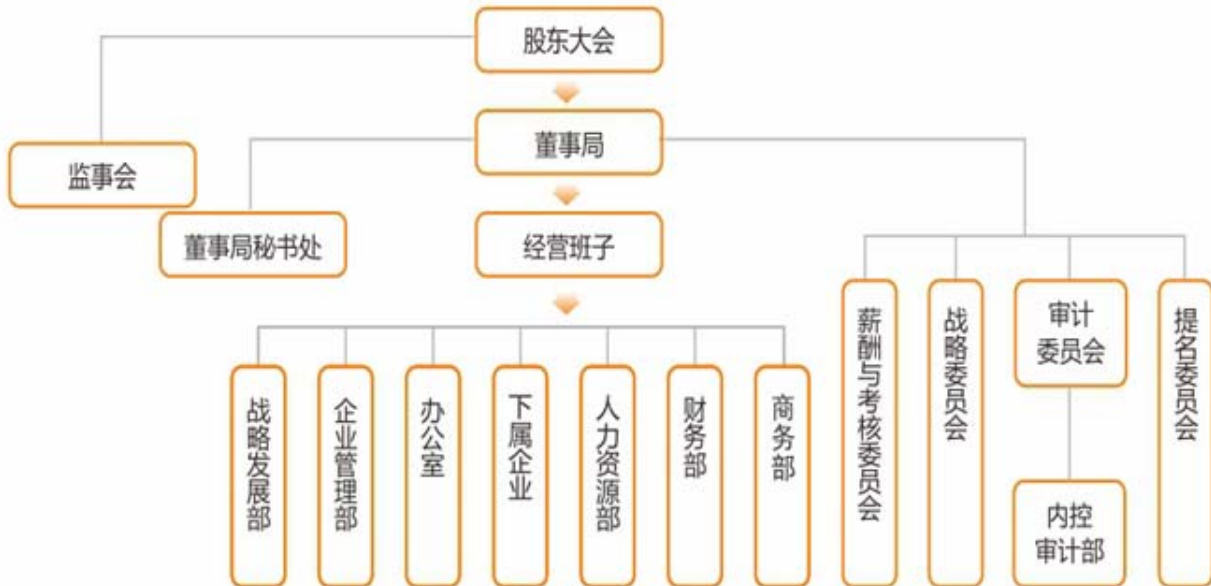 股东大会
董事局
监事会
董事局秘书处
经营班子
薪酬与考核委员会
战略委员会
审计
委员会
提名委员会
战略发展部
企业管理部
办公室
下属企业
人力资源部
财务部
商务部
内控
审计部